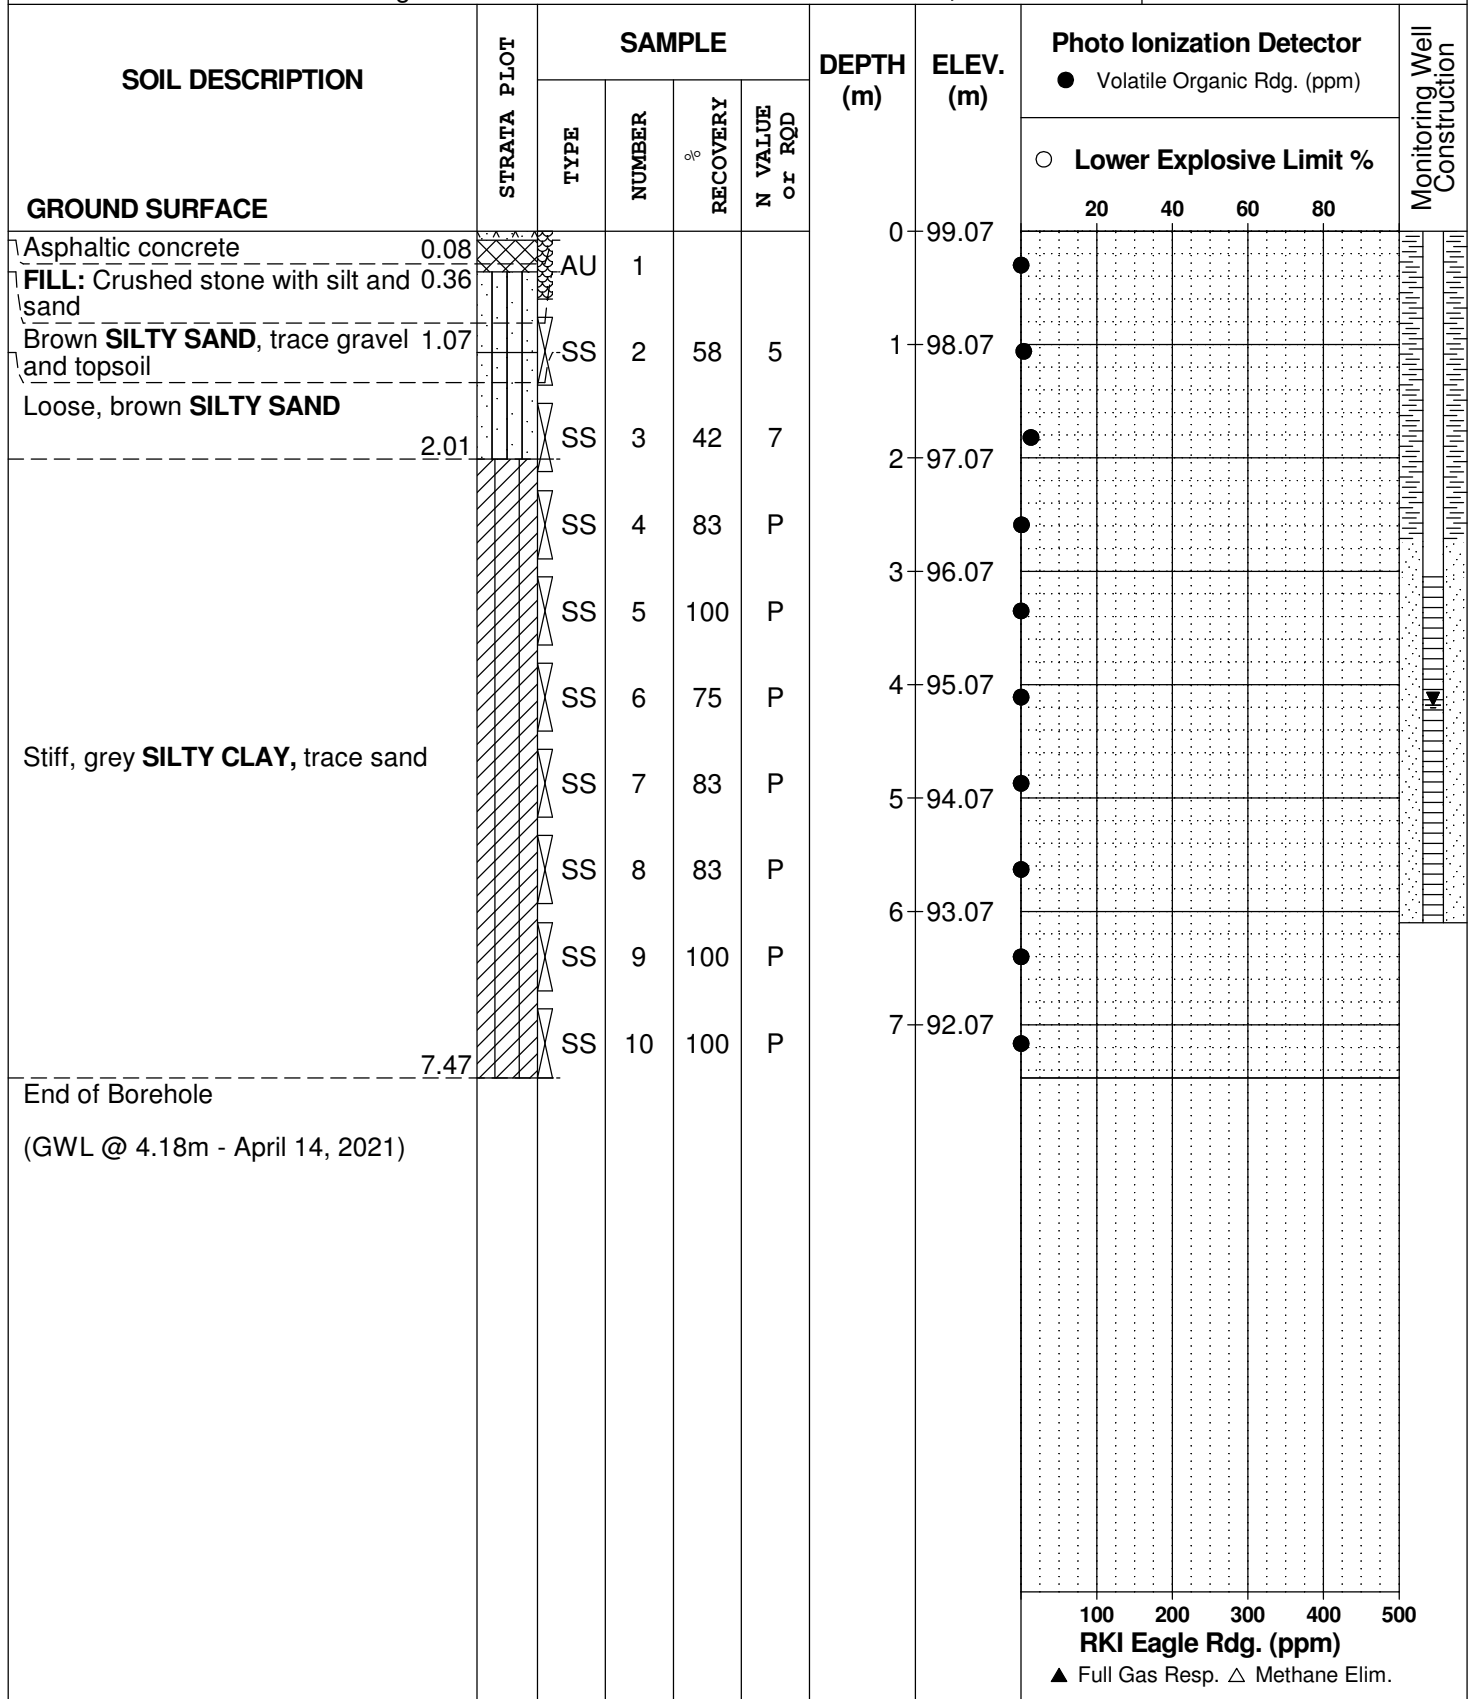 SOIL DESCRIPTION
GROUND SURFACE
STRATA PLOT
SAMPLE
TYPE
NUMBER
%
RECOVERY
N VALUE
or RQD
DEPTH
(m)
ELEV.
(m)
Photo Ionization Detector
● Volatile Organic Rdg. (ppm)
○ Lower Explosive Limit %
20 40 60 80
Monitoring Well
Construction
0 99.07
Asphaltic concrete 0.08
AU 1
FILL: Crushed stone with silt and 0.36
sand
Brown SILTY SAND, trace gravel 1.07
and topsoil
SS 2 58 5
1 98.07
Loose, brown SILTY SAND
2.01
SS 3 42 7
2 97.07
SS 4 83 P
3 96.07
SS 5 100 P
SS 6 75 P
4 95.07
Stiff, grey SILTY CLAY, trace sand
SS 7 83 P
5 94.07
SS 8 83 P
6 93.07
SS 9 100 P
7 92.07
SS 10 100 P
7.47
End of Borehole
(GWL @ 4.18m - April 14, 2021)
100 200 300 400 500
RKI Eagle Rdg. (ppm)
▲ Full Gas Resp. △ Methane Elim.